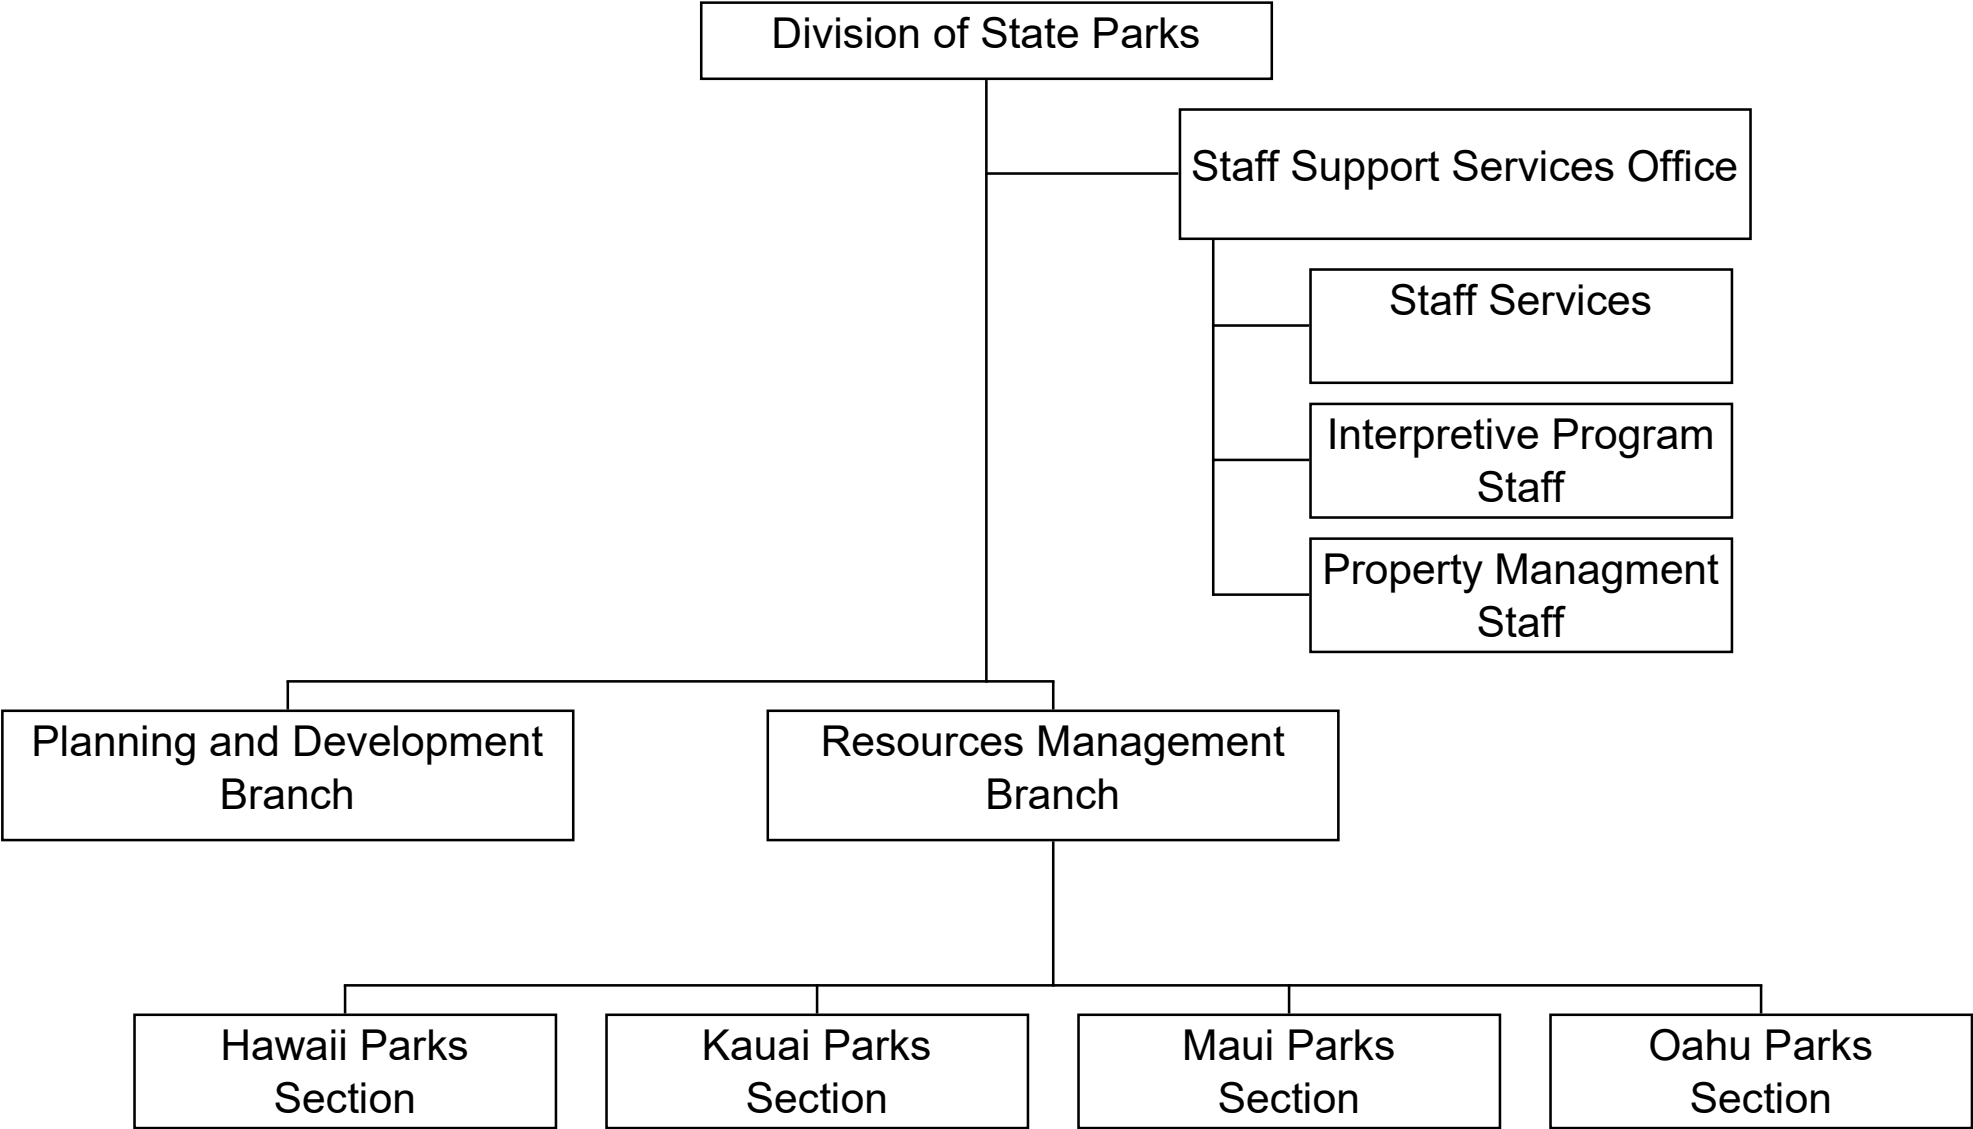 Division of State Parks
Staff Support Services Office
Staff Services
Interpretive Program
Staff
Property Managment
Staff
Planning and Development
Branch
Resources Management
Branch
Hawaii Parks
Section
Kauai Parks
Section
Maui Parks
Section
Oahu Parks
Section